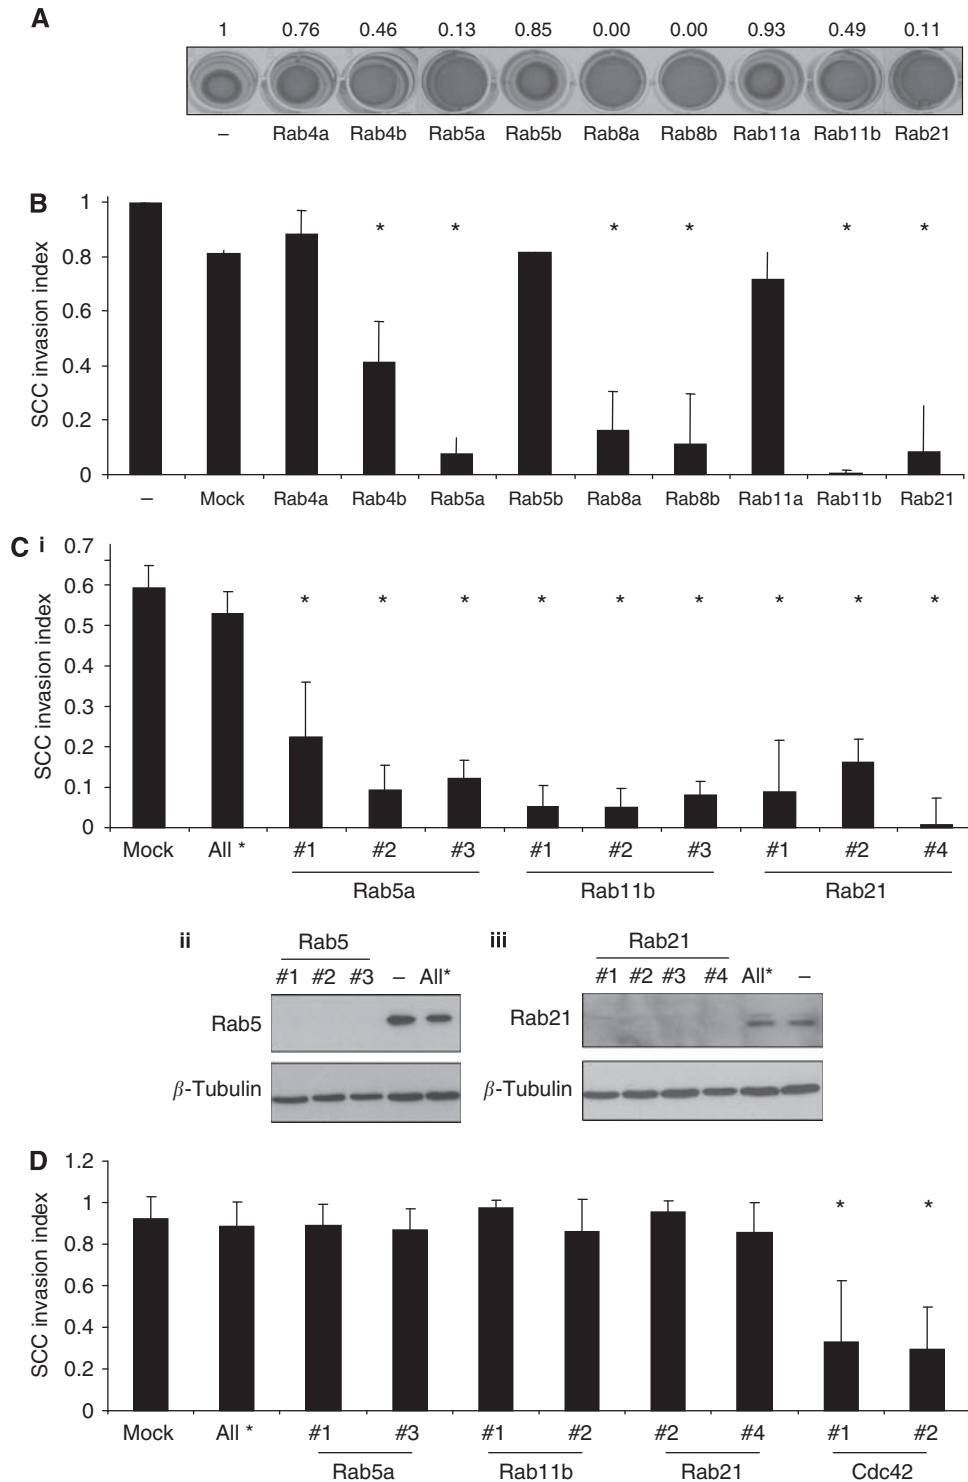 A
1 0.76 0.46 0.13 0.85 0.00 0.00 0.93 0.49 0.11
– Rab4a Rab4b Rab5a Rab5b Rab8a Rab8b Rab11a Rab11b Rab21
B
SCC invasion index
1
0.8
0.6
0.4
0.2
0
* * * * * *
– Mock Rab4a Rab4b Rab5a Rab5b Rab8a Rab8b Rab11a Rab11b Rab21
C i
SCC invasion index
0.7
0.6
0.5
0.4
0.3
0.2
0.1
0
* * * * * * * * *
Mock All * #1 #2 #3 #1 #2 #3 #1 #2 #4
Rab5a Rab11b Rab21
ii
Rab5
#1 #2 #3 – All*
Rab5
β-Tubulin
iii
Rab21
#1 #2 #3 #4 All* –
Rab21
β-Tubulin
D
SCC invasion index
1.2
1
0.8
0.6
0.4
0.2
0
* *
Mock All * #1 #3 #1 #2 #2 #4 #1 #2
Rab5a Rab11b Rab21 Cdc42